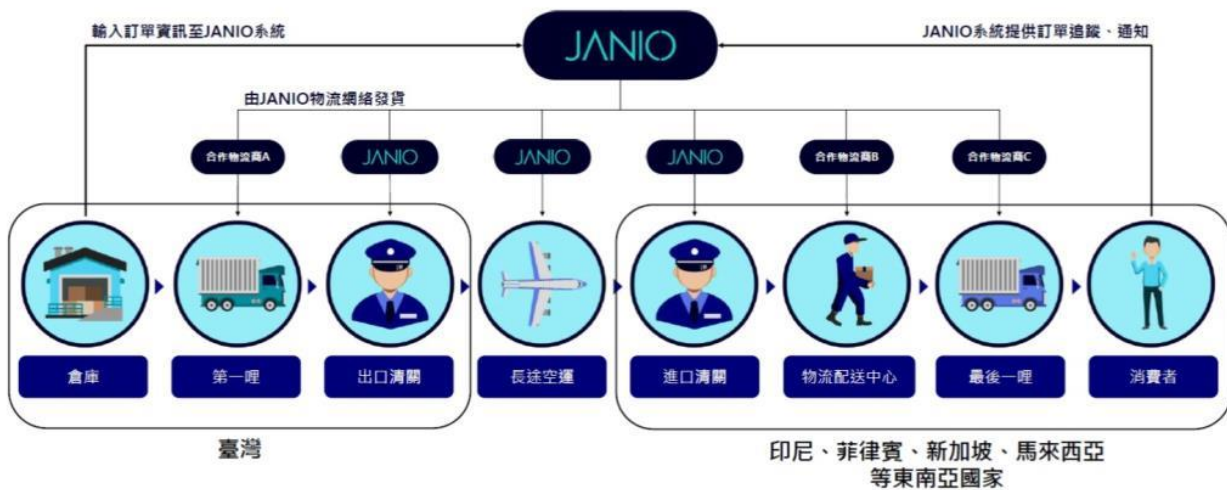 JANIO
輸入訂單資訊至JANIO系統
JANIO系統提供訂單追蹤、通知
由JANIO物流網絡發貨
合作物流商A
JANIO
JANIO
JANIO
合作物流商B
合作物流商C
倉庫
第一哩
出口清關
長途空運
進口清關
物流配送中心
最後一哩
消費者
臺灣
印尼、菲律賓、新加坡、馬來西亞
等東南亞國家